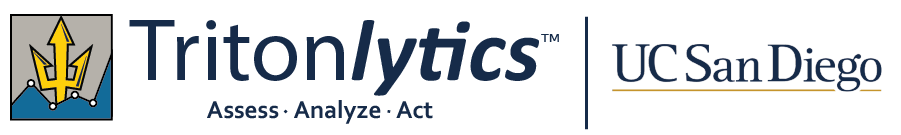 Tritonlytics™
Assess · Analyze · Act
UC San Diego